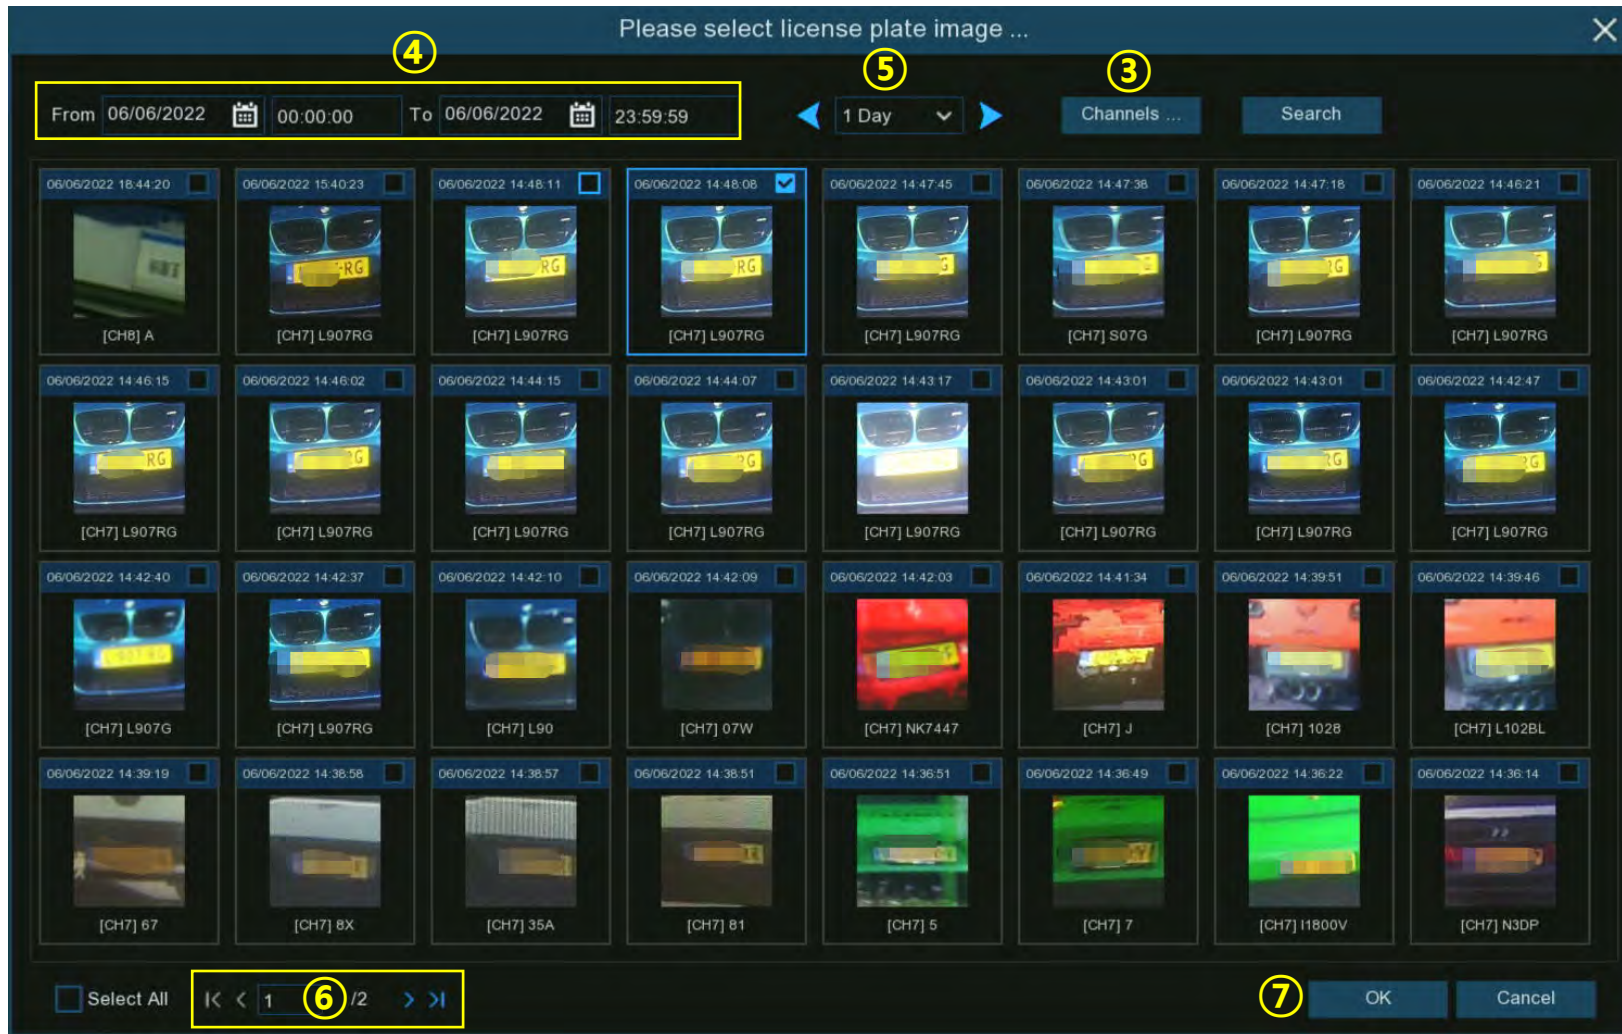 Please select license plate image ...
④ ⑤ ③
From 06/06/2022 00:00:00 To 06/06/2022 23:59:59 1 Day Channels ... Search
06/06/2022 18:44:20 06/06/2022 15:40:23 06/06/2022 14:48:11 06/06/2022 14:48:08 06/06/2022 14:47:45 06/06/2022 14:47:38 06/06/2022 14:47:18 06/06/2022 14:46:21
RG RG RG G G RG
[CH8] A [CH7] L907RG [CH7] L907RG [CH7] L907RG [CH7] L907RG [CH7] S07G [CH7] L907RG [CH7] L907RG
06/06/2022 14:46:15 06/06/2022 14:46:02 06/06/2022 14:44:15 06/06/2022 14:44:07 06/06/2022 14:43:17 06/06/2022 14:43:01 06/06/2022 14:43:01 06/06/2022 14:42:47
RG G G G RG G
[CH7] L907RG [CH7] L907RG [CH7] L907RG [CH7] L907RG [CH7] L907RG [CH7] L907RG [CH7] L907RG [CH7] L907RG
06/06/2022 14:42:40 06/06/2022 14:42:37 06/06/2022 14:42:10 06/06/2022 14:42:09 06/06/2022 14:42:03 06/06/2022 14:41:34 06/06/2022 14:39:51 06/06/2022 14:39:46
[CH7] L907G [CH7] L907RG [CH7] L90 [CH7] 07W [CH7] NK7447 [CH7] J [CH7] 1028 [CH7] L102BL
06/06/2022 14:39:19 06/06/2022 14:38:58 06/06/2022 14:38:57 06/06/2022 14:38:51 06/06/2022 14:36:51 06/06/2022 14:36:49 06/06/2022 14:36:22 06/06/2022 14:36:14
[CH7] 67 [CH7] 8X [CH7] 35A [CH7] 81 [CH7] 5 [CH7] 7 [CH7] I1800V [CH7] N3DP
Select All 1 ⑥ /2 ⑦ OK Cancel